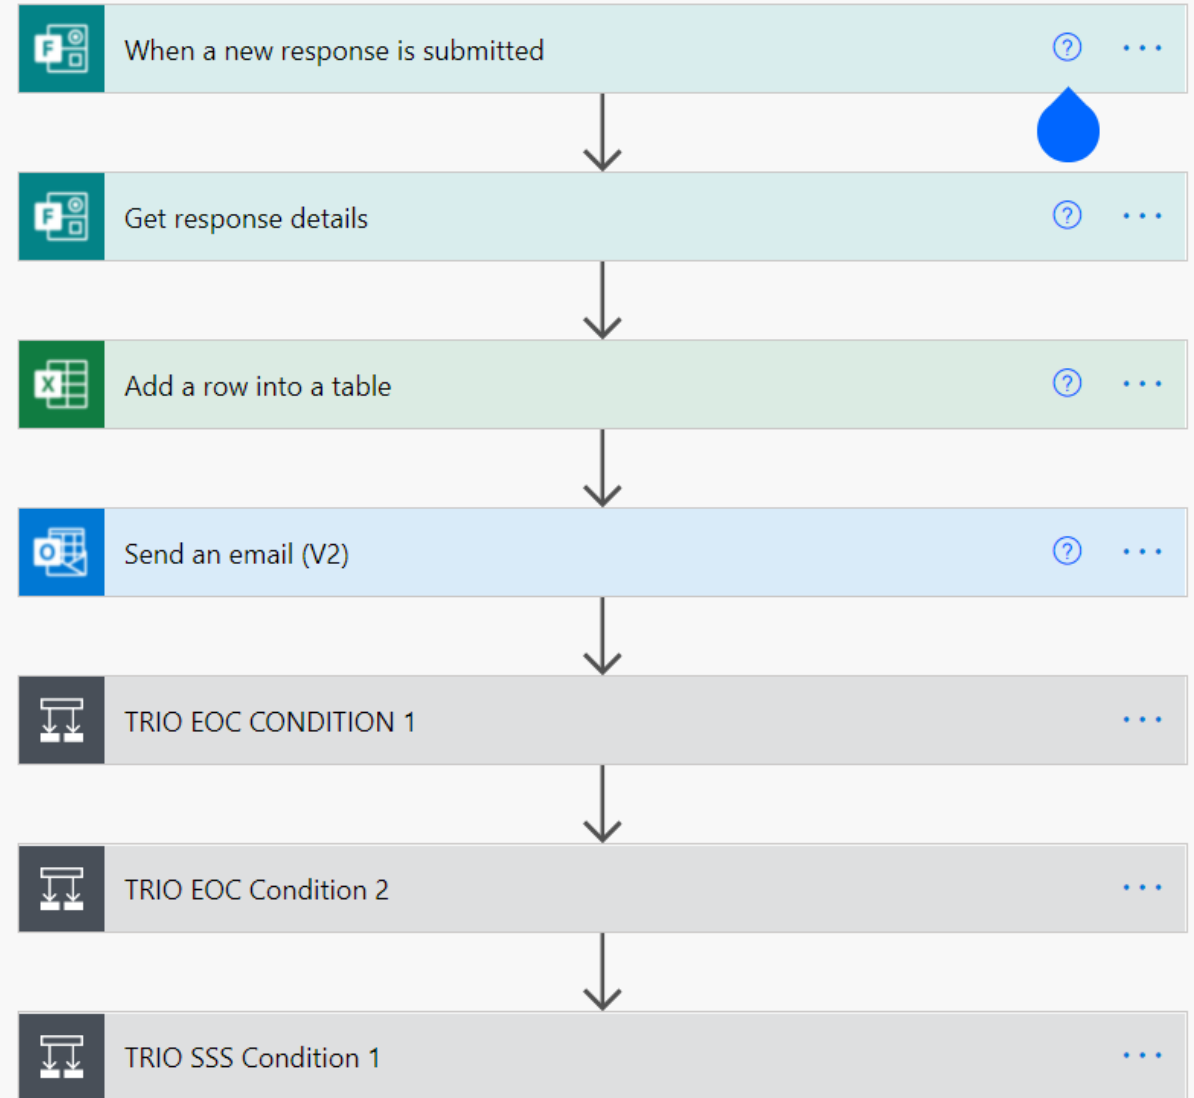 When a new response is submitted
Get response details
Add a row into a table
Send an email (V2)
TRIO EOC CONDITION 1
TRIO EOC Condition 2
TRIO SSS Condition 1